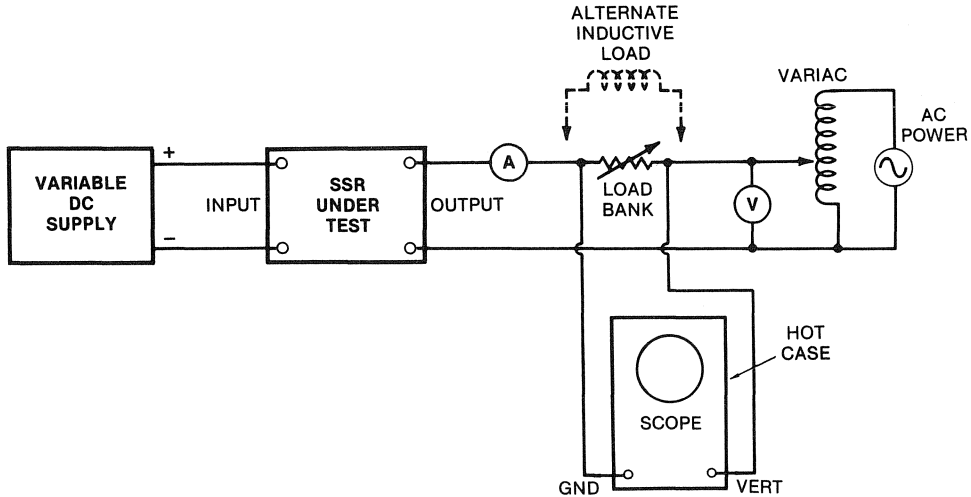 ALTERNATE
INDUCTIVE
LOAD
VARIAC
AC
POWER
+
VARIABLE
DC
SUPPLY
−
INPUT
SSR
UNDER
TEST
OUTPUT
A
LOAD
BANK
V
HOT
CASE
SCOPE
GND
VERT